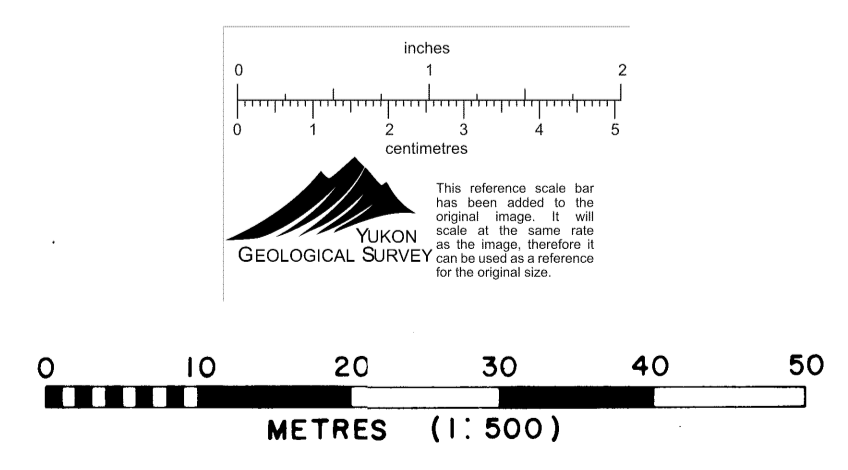 inches
0 1 2
0 1 2 3 4 5
centimetres
This reference scale bar
has been added to the
original image. It will
scale at the same rate
as the image, therefore it
can be used as a reference
for the original size.
YUKON
GEOLOGICAL SURVEY
0 10 20 30 40 50
METRES (1:500)